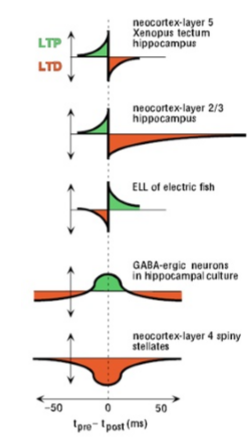 neocortex-layer 5
Xenopus tectum
hippocampus
LTP
LTD
neocortex-layer 2/3
hippocampus
ELL of electric fish
GABA-ergic neurons
in hippocampal culture
neocortex-layer 4 spiny
stellates
-50 0 50
tpre- tpost (ms)